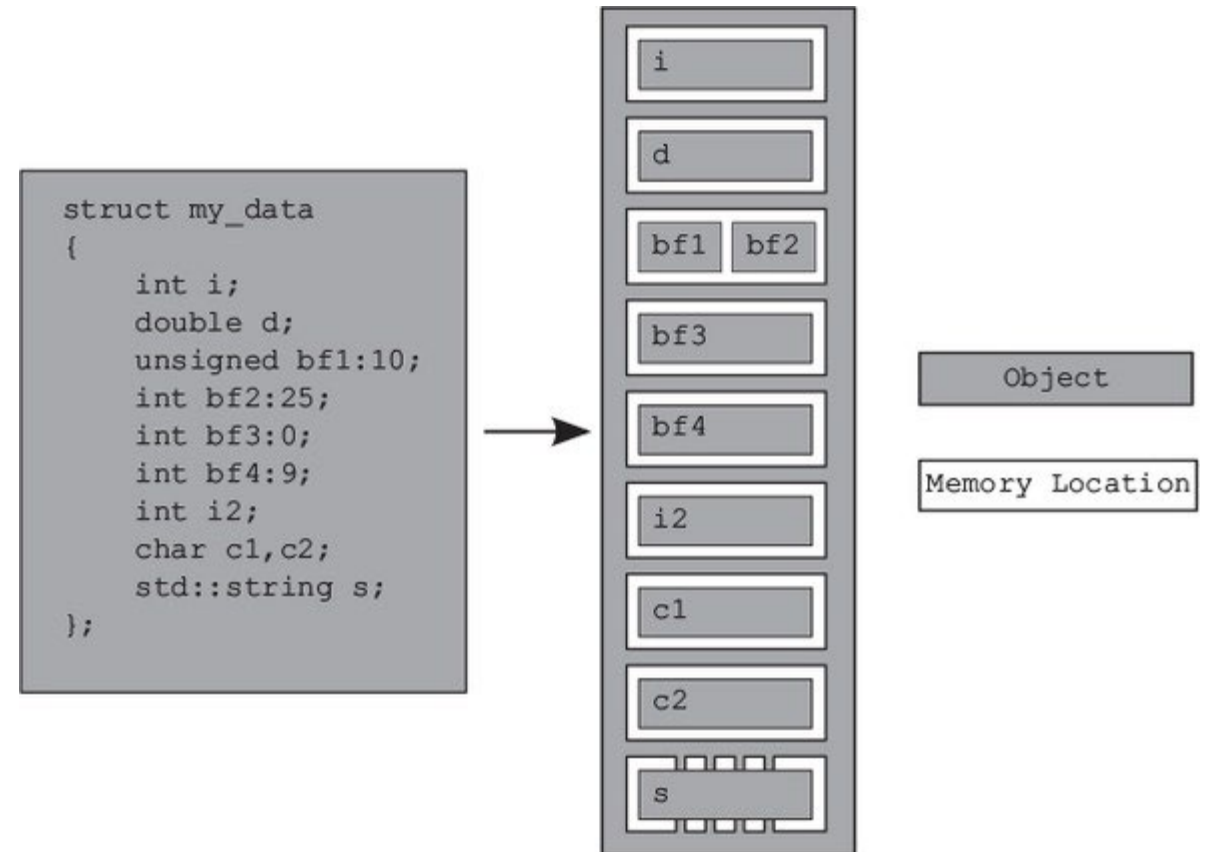 struct my_data
{
int i;
double d;
unsigned bf1:10;
int bf2:25;
int bf3:0;
int bf4:9;
int i2;
char c1,c2;
std::string s;
};
i
d
bf1 bf2
bf3
bf4
i2
c1
c2
s
Object
Memory Location